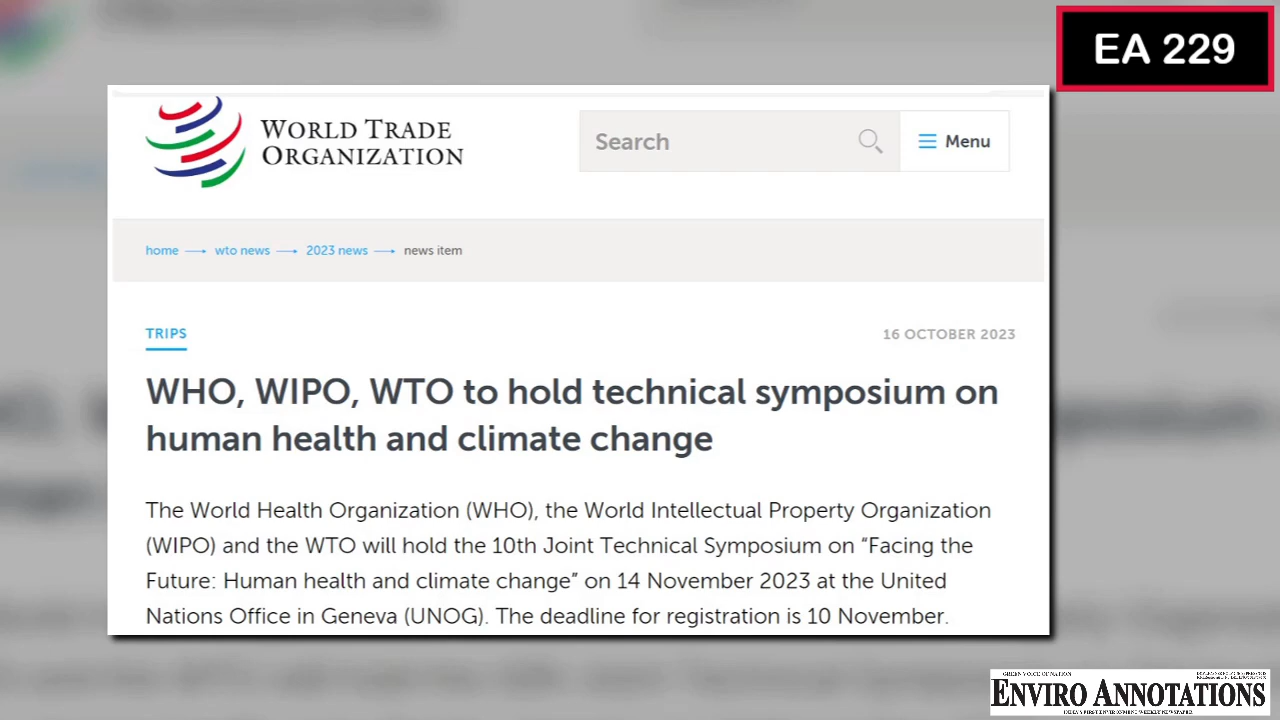 EA 229
WORLD TRADE
ORGANIZATION
Search
Menu
home
wto news
2023 news
news item
TRIPS
16 OCTOBER 2023
WHO, WIPO, WTO to hold technical symposium on
human health and climate change
The World Health Organization (WHO), the World Intellectual Property Organization
(WIPO) and the WTO will hold the 10th Joint Technical Symposium on “Facing the
Future: Human health and climate change” on 14 November 2023 at the United
Nations Office in Geneva (UNOG). The deadline for registration is 10 November.
GREEN VOICE OF NATION
ENVIRO ANNOTATIONS